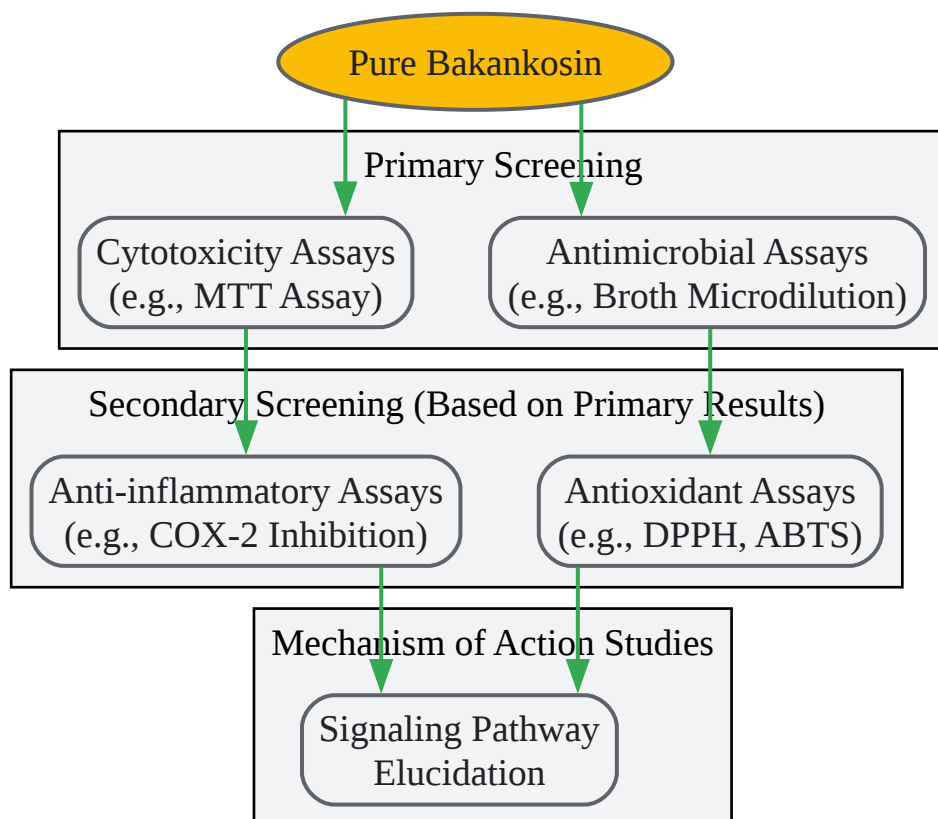 Pure Bakankosin
Primary Screening
Cytotoxicity Assays
(e.g., MTT Assay)
Antimicrobial Assays
(e.g., Broth Microdilution)
Secondary Screening (Based on Primary Results)
Anti-inflammatory Assays
(e.g., COX-2 Inhibition)
Antioxidant Assays
(e.g., DPPH, ABTS)
Mechanism of Action Studies
Signaling Pathway
Elucidation